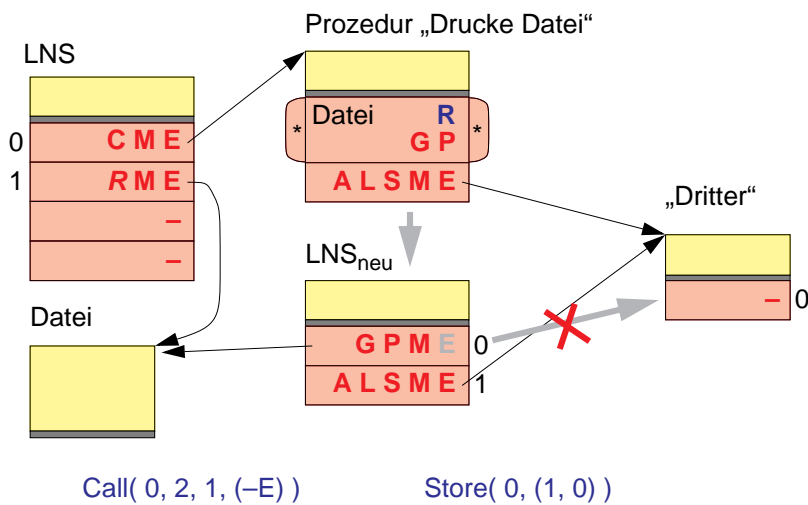 Prozedur „Drucke Datei“
LNS
Datei R
* *
G P
0 C M E
1 R M E
A L S M E
–
–
„Dritter“
LNSneu
– 0
Datei
G P M E 0
A L S M E 1
Call( 0, 2, 1, (–E) )
Store( 0, (1, 0) )